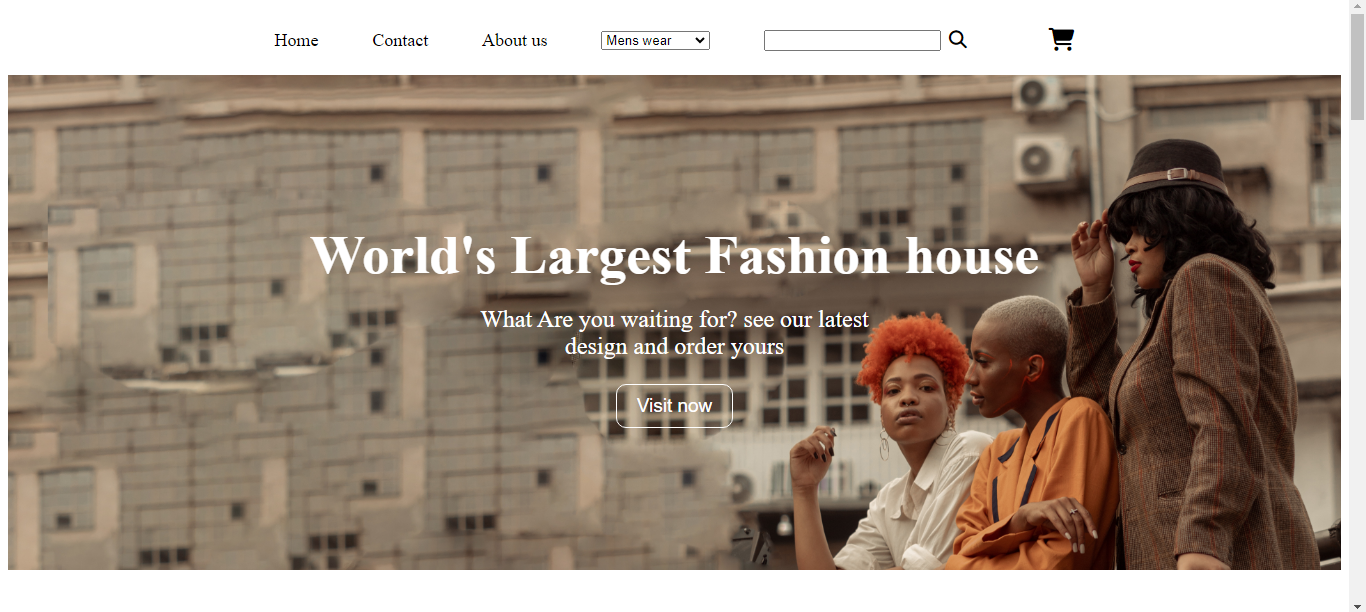 Home Contact About us Mens wear
World's Largest Fashion house
What Are you waiting for? see our latest
design and order yours
Visit now